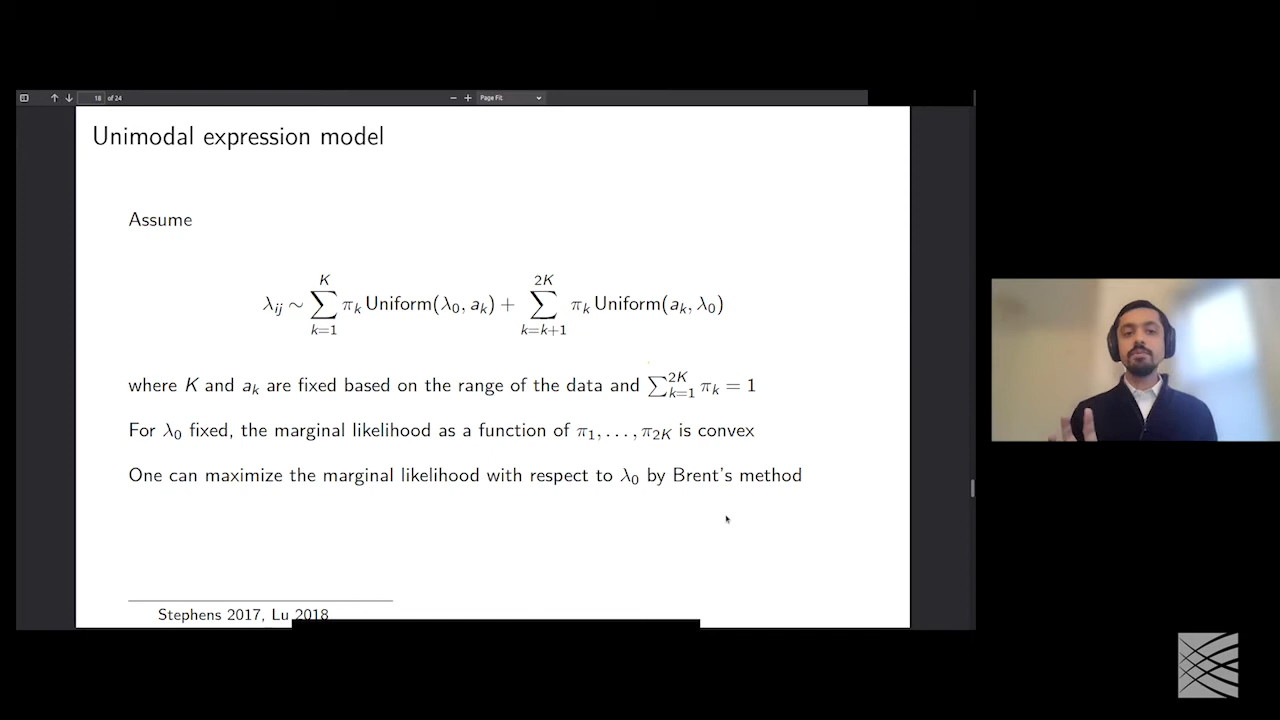 18 of 24 Page Fit
Unimodal expression model
Assume
λ_ij ∼ ∑_{k=1}^{K} π_k Uniform(λ_0, a_k) + ∑_{k=k+1}^{2K} π_k Uniform(a_k, λ_0)
where K and a_k are fixed based on the range of the data and ∑_{k=1}^{2K} π_k = 1
For λ_0 fixed, the marginal likelihood as a function of π_1, . . . , π_2K is convex
One can maximize the marginal likelihood with respect to λ_0 by Brent's method
Stephens 2017, Lu 2018